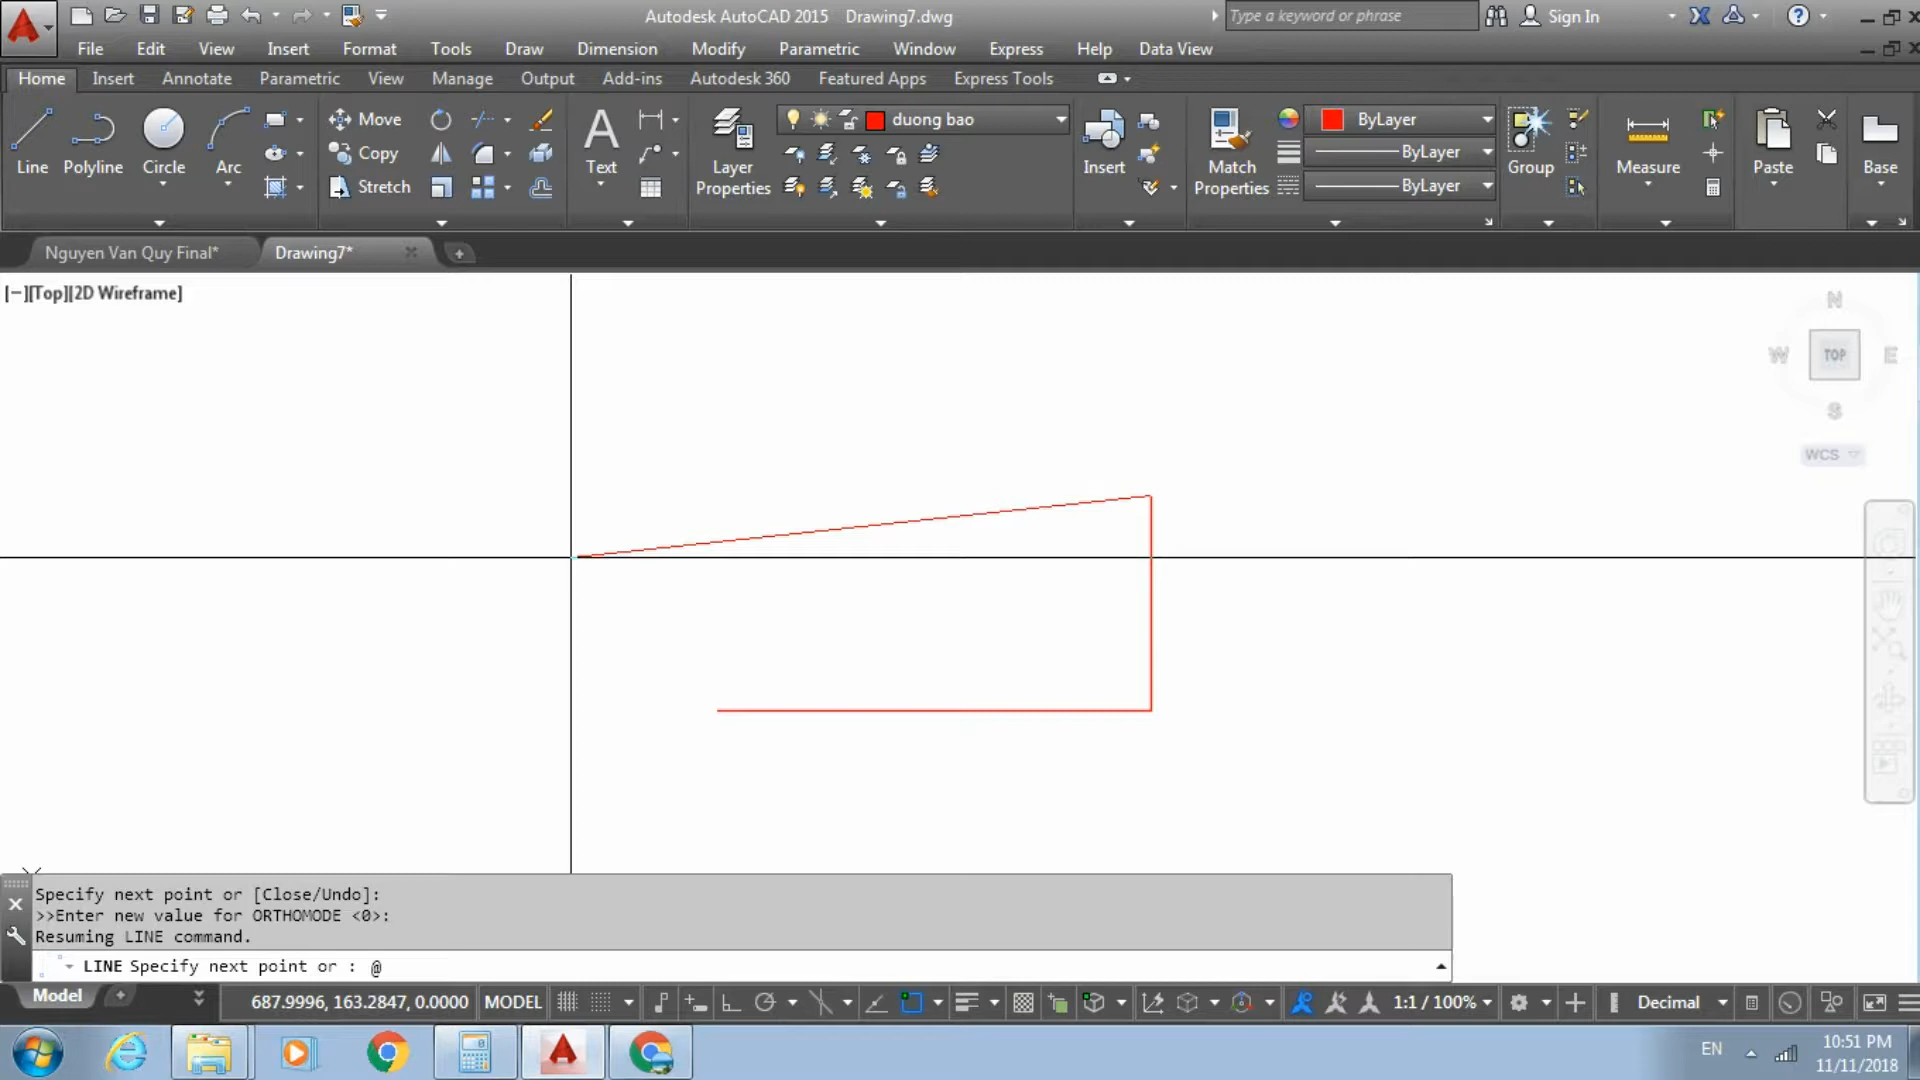 Autodesk AutoCAD 2015 Drawing7.dwg
Type a keyword or phrase
Sign In
File Edit View Insert Format Tools Draw Dimension Modify Parametric Window Express Help Data View
Home Insert Annotate Parametric View Manage Output Add-ins Autodesk 360 Featured Apps Express Tools
Line
Polyline
Circle
Arc
Move
Copy
Stretch
A
Text
Layer
Properties
duong bao
Insert
Match
Properties
ByLayer
ByLayer
ByLayer
Group
Measure
Paste
Base
Nguyen Van Quy Final*
Drawing7*
[−][Top][2D Wireframe]
N
W
TOP
E
S
WCS
Specify next point or [Close/Undo]:
>>Enter new value for ORTHOMODE <0>:
Resuming LINE command.
LINE Specify next point or : @
Model
687.9996, 163.2847, 0.0000
MODEL
1:1 / 100%
Decimal
EN
10:51 PM
11/11/2018